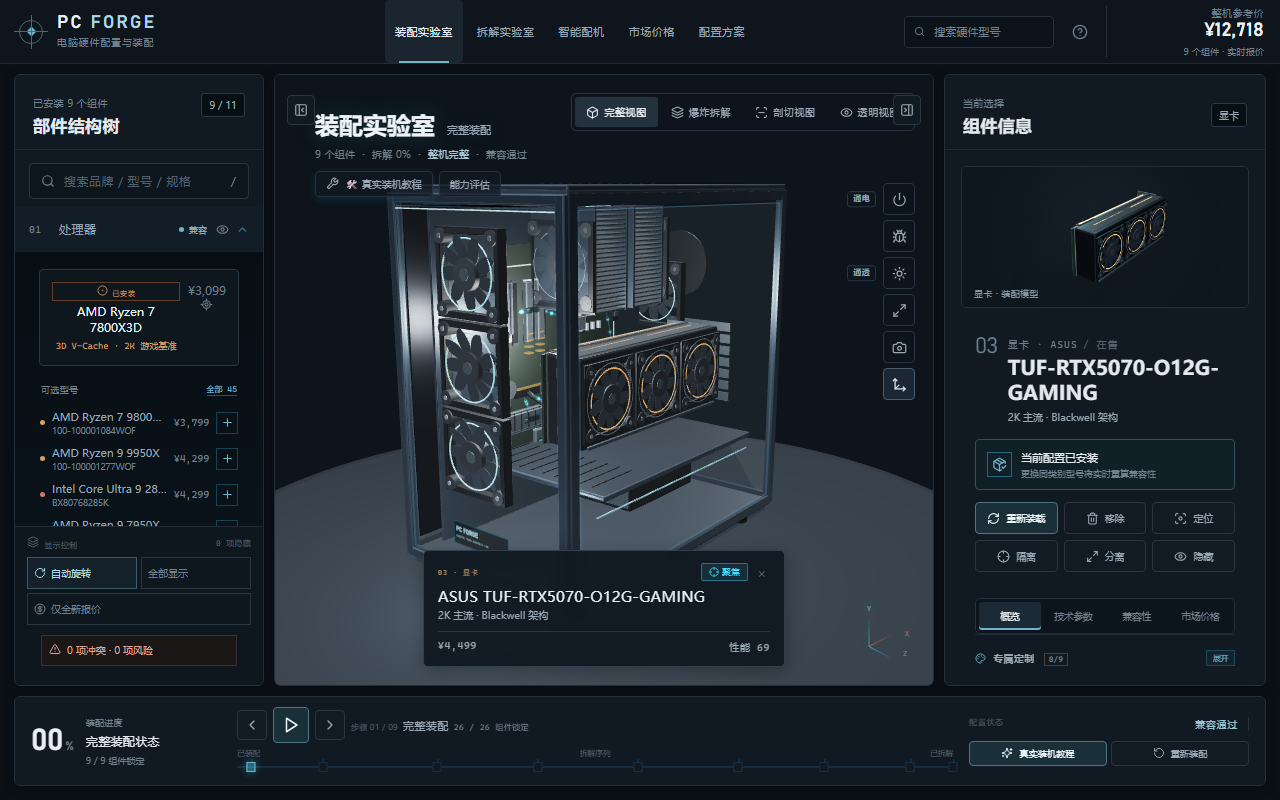 PC FORGE
电脑硬件配置与装配
装配实验室
拆解实验室
智能配机
市场价格
配置方案
搜索硬件型号
整机参考价
¥12,718
9 个组件 · 实时报价
已安装 9 个组件
部件结构树
9 / 11
搜索品牌 / 型号 / 规格 /
01 处理器 兼容
已安装
¥3,099
AMD Ryzen 7 7800X3D
3D V-Cache · 2K 游戏基准
可选型号
全部 45
AMD Ryzen 7 9800...
100-100001084WOF
¥3,799
AMD Ryzen 9 9950X
100-100001277WOF
¥4,299
Intel Core Ultra 9 28...
BX80768285K
¥4,299
AMD Ryzen 9 7950X
显示控制
0 项隐藏
自动旋转
全部显示
仅全新报价
0 项冲突 · 0 项风险
装配实验室
完整装配
9 个组件 · 拆解 0% · 整机完整 · 兼容通过
真实装机教程
能力评估
完整视图
爆炸拆解
剖切视图
透明视
通电
通透
PC FORGE
03 · 显卡
聚焦
ASUS TUF-RTX5070-O12G-GAMING
2K 主流 · Blackwell 架构
¥4,499
性能 69
Y
X
Z
当前选择
组件信息
显卡
显卡 · 装配模型
03 显卡 · ASUS / 在售
TUF-RTX5070-O12G-
GAMING
2K 主流 · Blackwell 架构
当前配置已安装
更换同类别型号将实时重算兼容性
重新装载
移除
定位
隔离
分离
隐藏
概览
技术参数
兼容性
市场价格
专属定制 0/9
展开
00%
装配进度
完整装配状态
9 / 9 组件锁定
步骤 01 / 09 完整装配 26 / 26 组件锁定
已装配
拆解序列
已拆解
配置状态
兼容通过
真实装机教程
重新装配